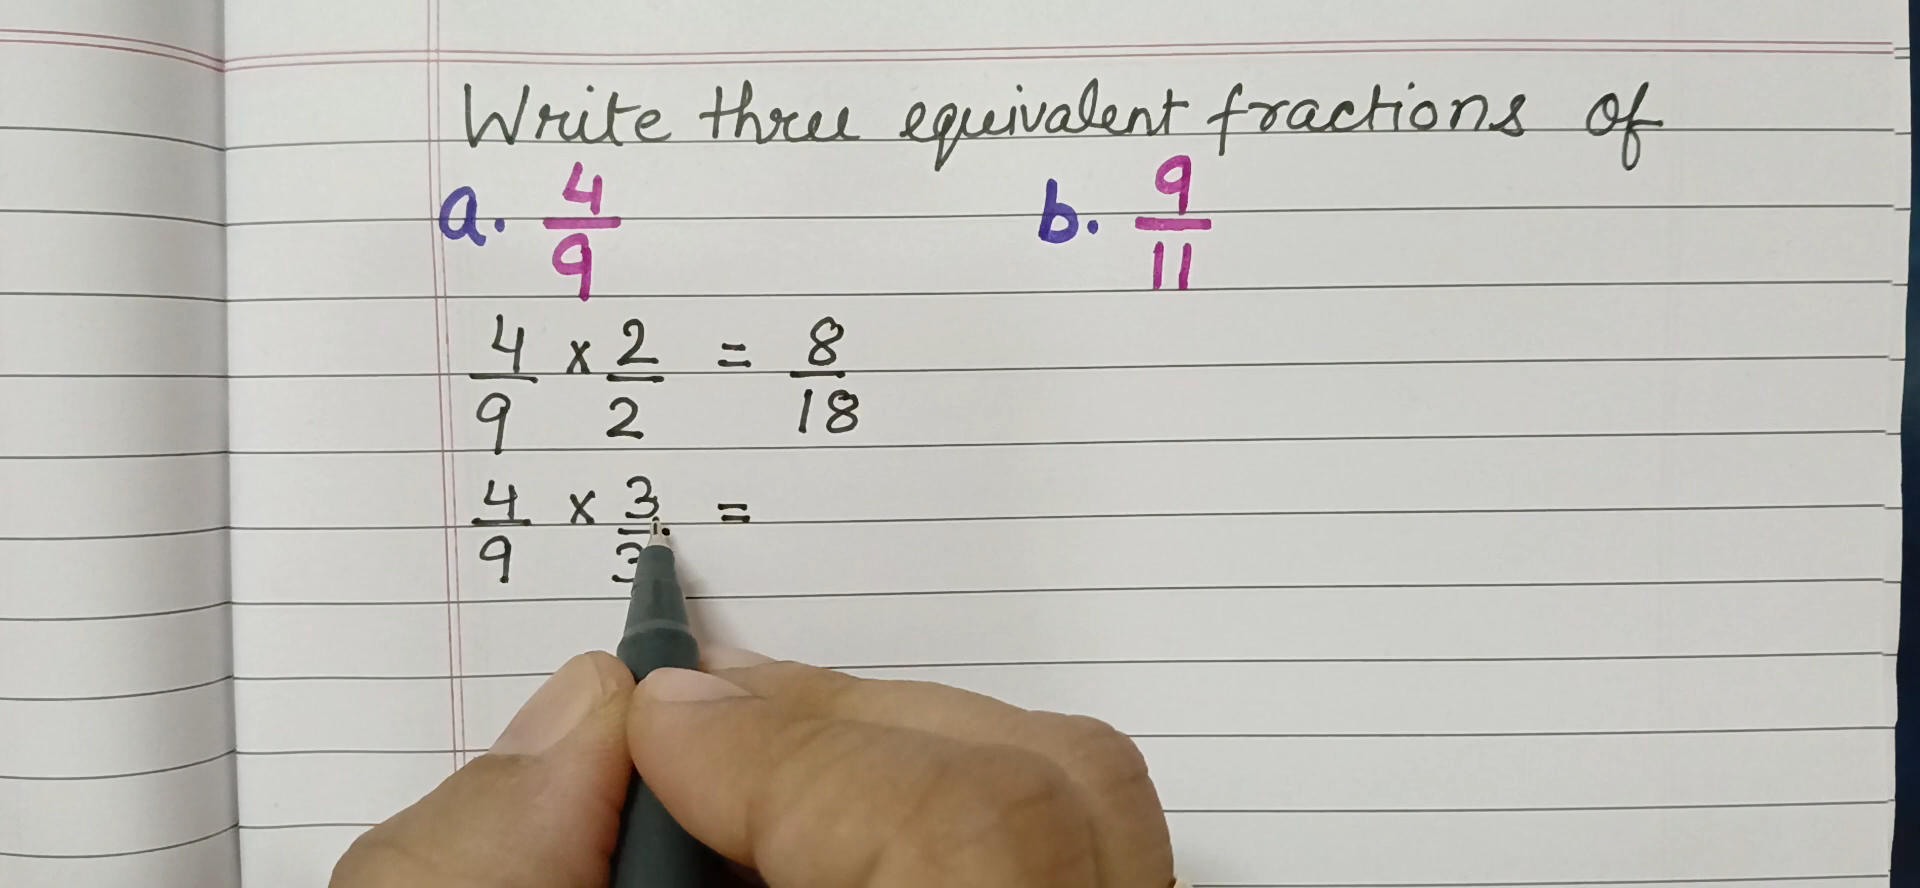 Write three equivalent fractions of
a. 4/9 b. 9/11
4/9 × 2/2 = 8/18
4/9 × 3/3 =